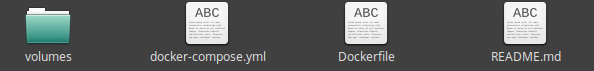 ABC
ABC
ABC
volumes
docker-compose.yml
Dockerfile
README.md